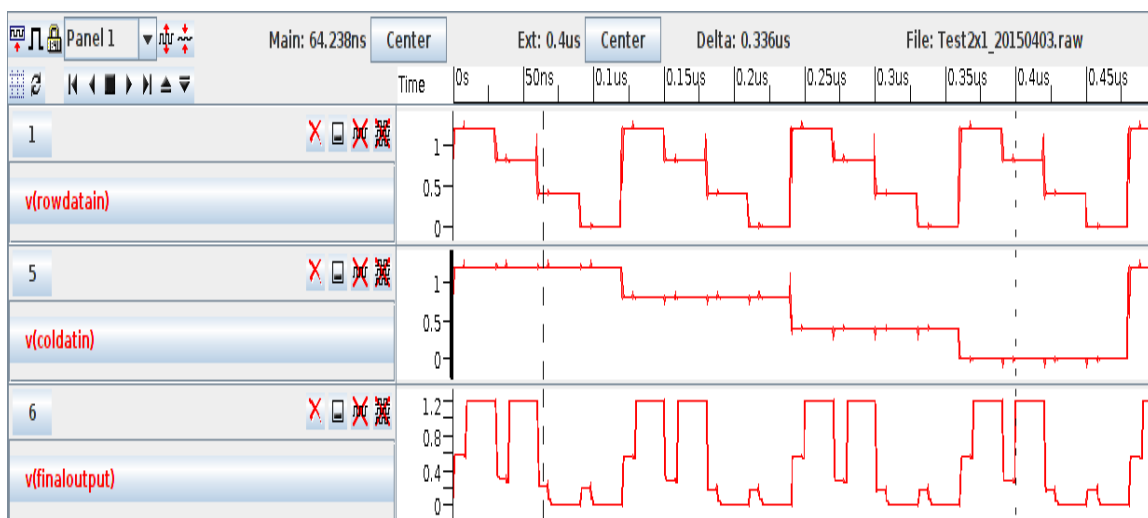 Panel 1 Main: 64.238ns Center Ext: 0.4us Center Delta: 0.336us File: Test2x1_20150403.raw
Time 0s 50ns 0.1us 0.15us 0.2us 0.25us 0.3us 0.35us 0.4us 0.45us
1
v(rowdatain)
1
0.5
0
5
v(coldatin)
1
0.5
0
6
v(finaloutput)
1.2
0.8
0.4
0